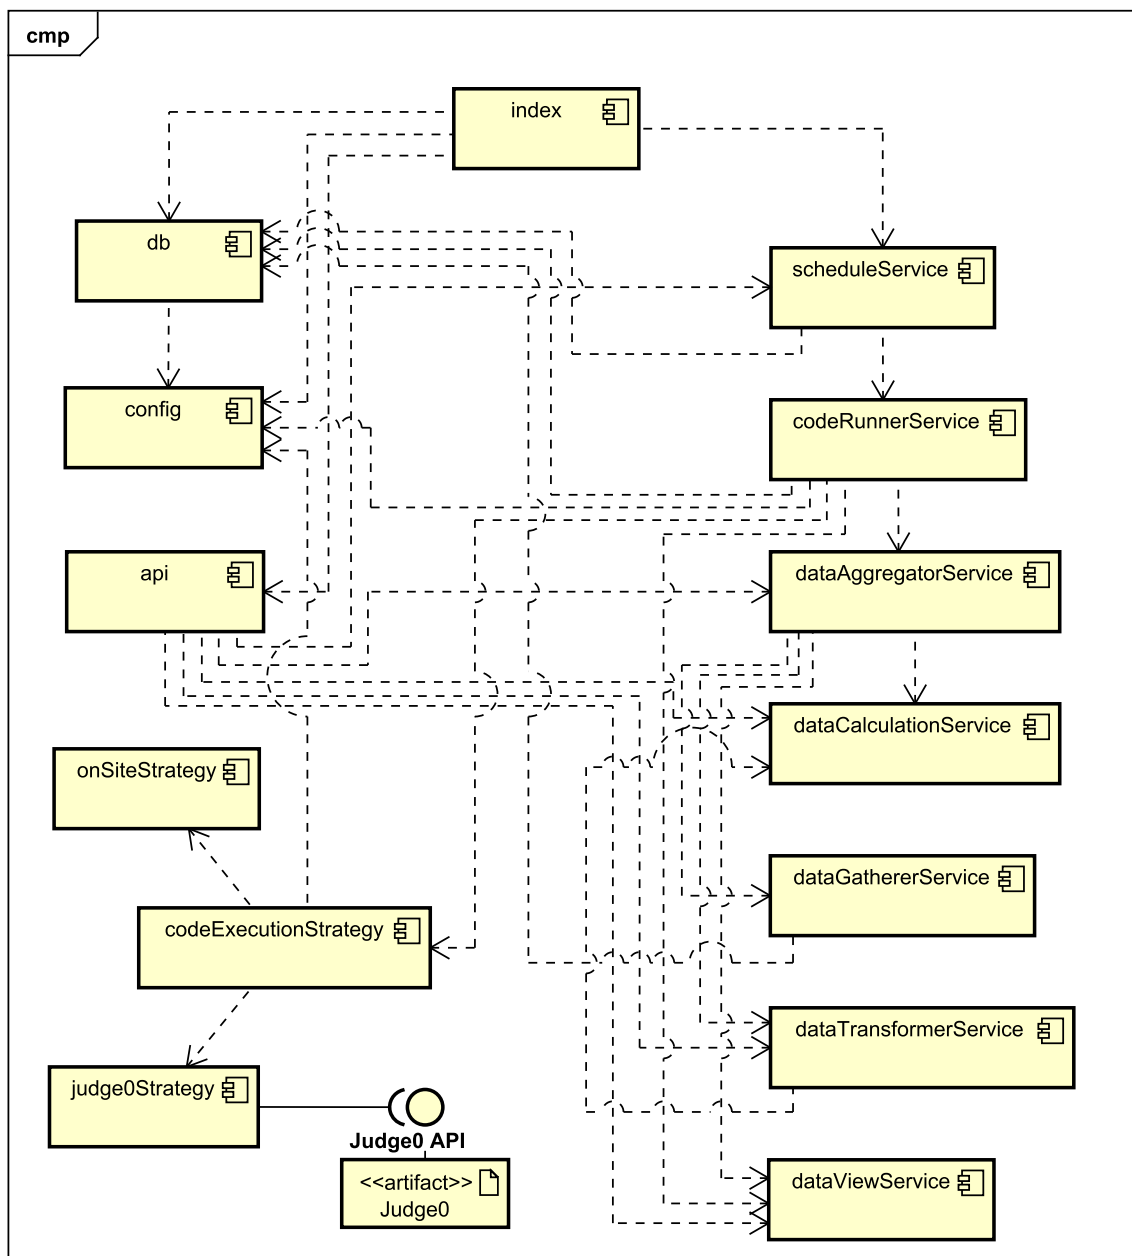 cmp
index
db
scheduleService
config
codeRunnerService
api
dataAggregatorService
dataCalculationService
onSiteStrategy
dataGathererService
codeExecutionStrategy
dataTransformerService
judge0Strategy
Judge0 API
<<artifact>>
Judge0
dataViewService